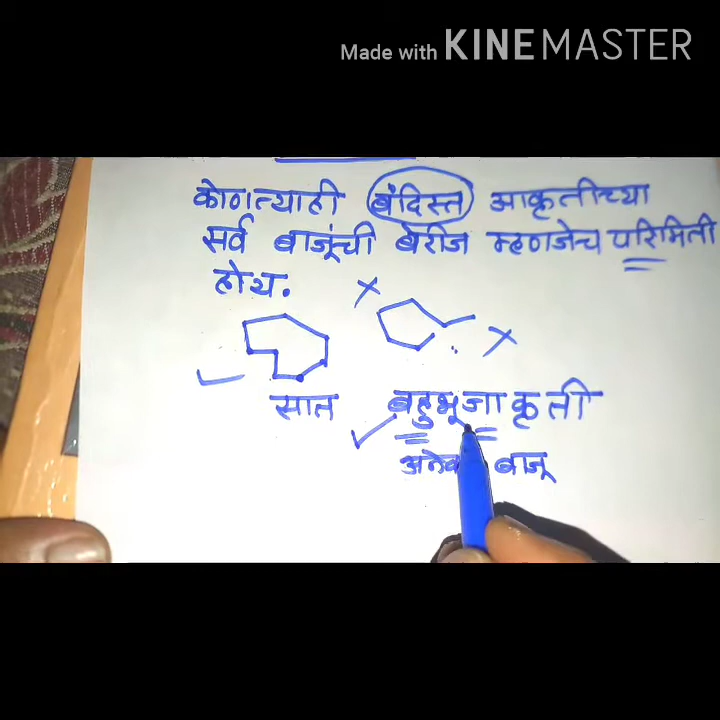 Made with KINEMASTER
कोणत्याही बंदिस्त आकृतीच्या
सर्व बाजूंची बेरीज म्हणजेच परिमिती
होय.
सात बहुभूजाकृती
बाजू